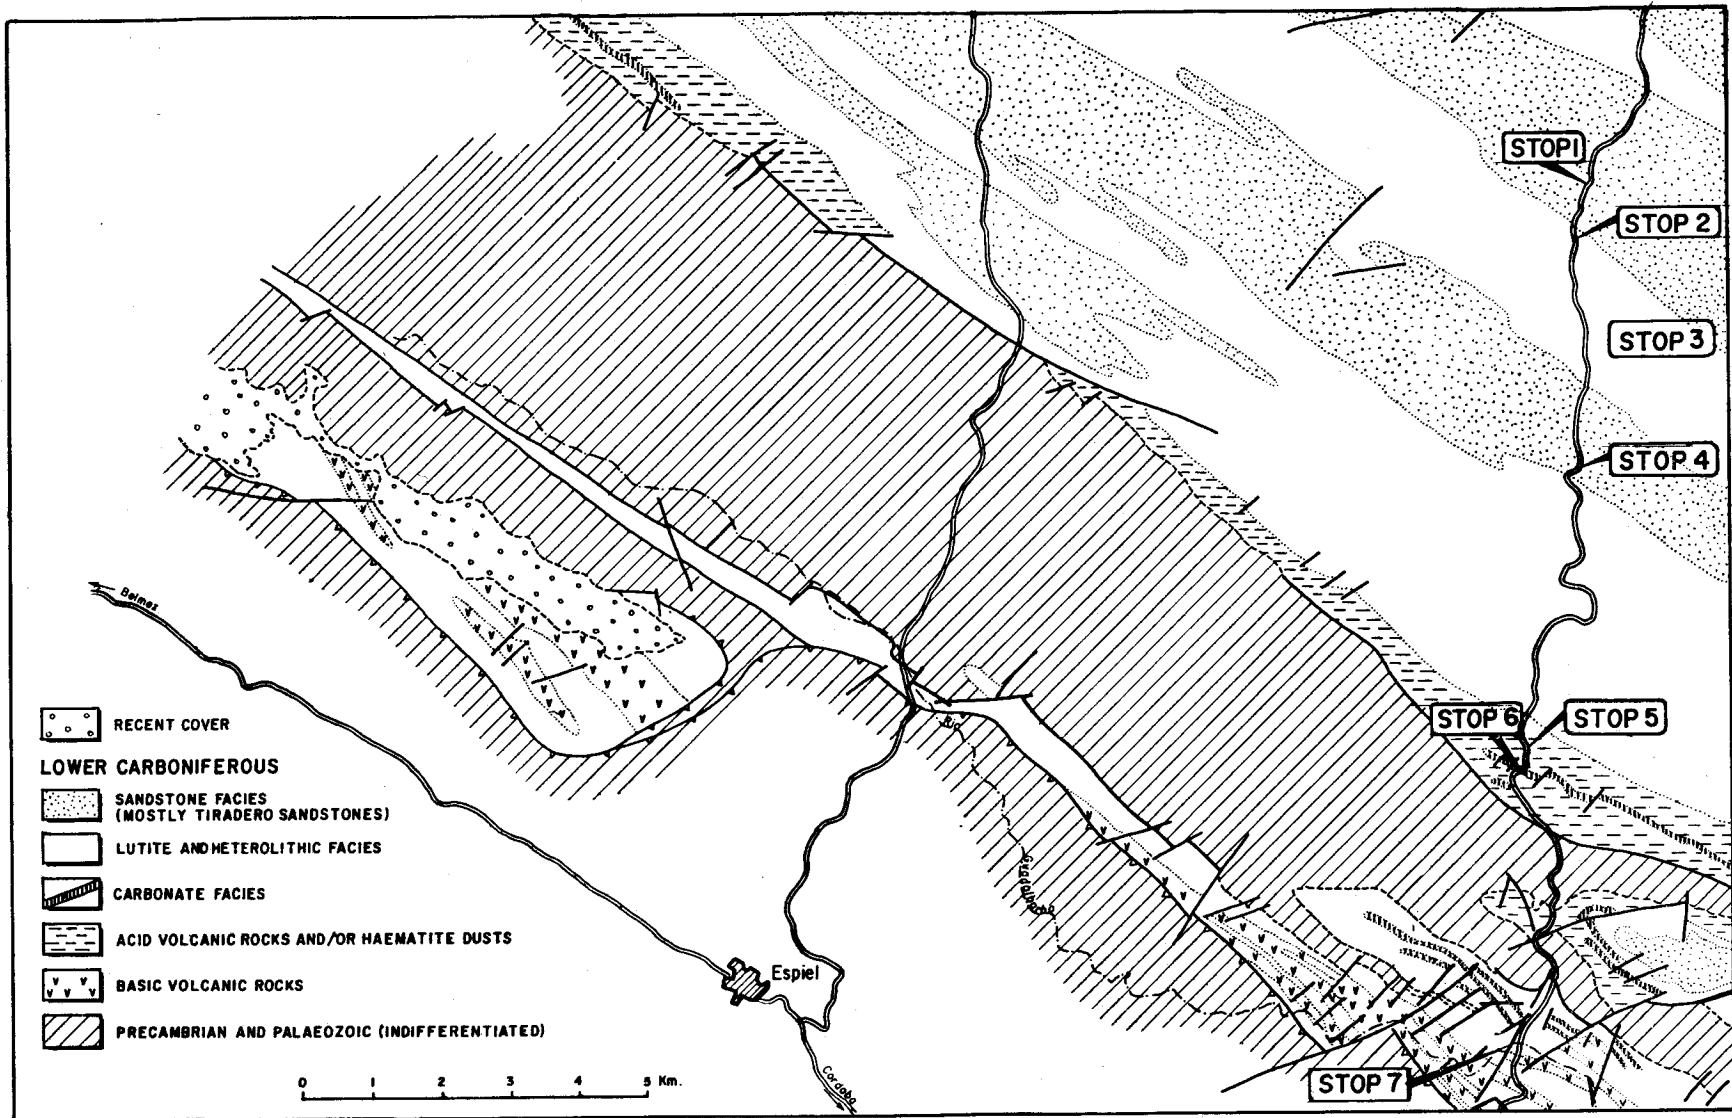 STOP1
STOP 2
STOP 3
STOP 4
Belmez
STOP 6
STOP 5
Rio
Guadalbarbo
RECENT COVER
LOWER CARBONIFEROUS
SANDSTONE FACIES
(MOSTLY TIRADERO SANDSTONES)
LUTITE AND HETEROLITHIC FACIES
CARBONATE FACIES
ACID VOLCANIC ROCKS AND/OR HAEMATITE DUSTS
BASIC VOLCANIC ROCKS
PRECAMBRIAN AND PALAEOZOIC (INDIFFERENTIATED)
Espiel
0 1 2 3 4 5 Km.
Cordoba
STOP 7